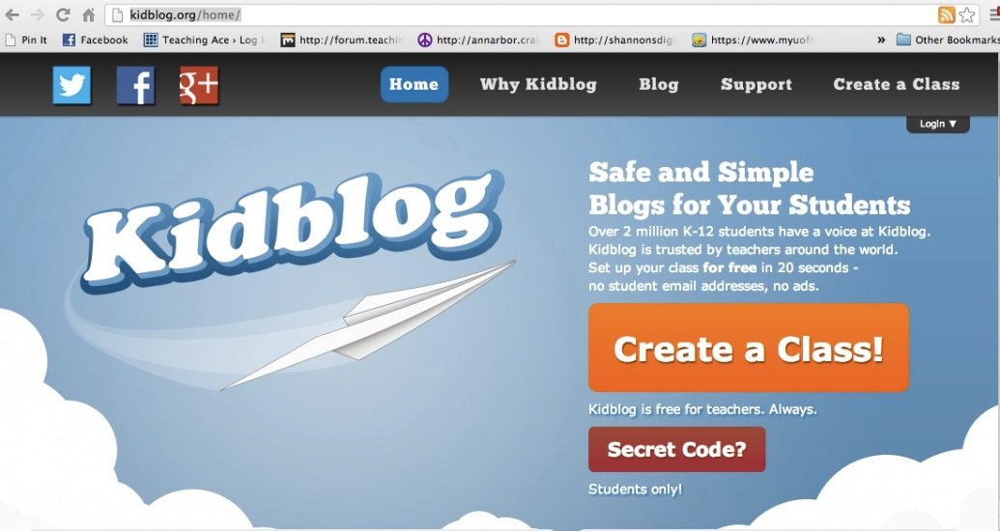 kidblog.org/home/
Pin It
Facebook
Teaching Ace › Log I
http://forum.teachin
http://annarbor.crai
http://shannonsdigi
https://www.myuofm
»
Other Bookmarks
g+
Home
Why Kidblog
Blog
Support
Create a Class
Login ▼
Kidblog
Safe and Simple
Blogs for Your Students
Over 2 million K-12 students have a voice at Kidblog.
Kidblog is trusted by teachers around the world.
Set up your class for free in 20 seconds -
no student email addresses, no ads.
Create a Class!
Kidblog is free for teachers. Always.
Secret Code?
Students only!